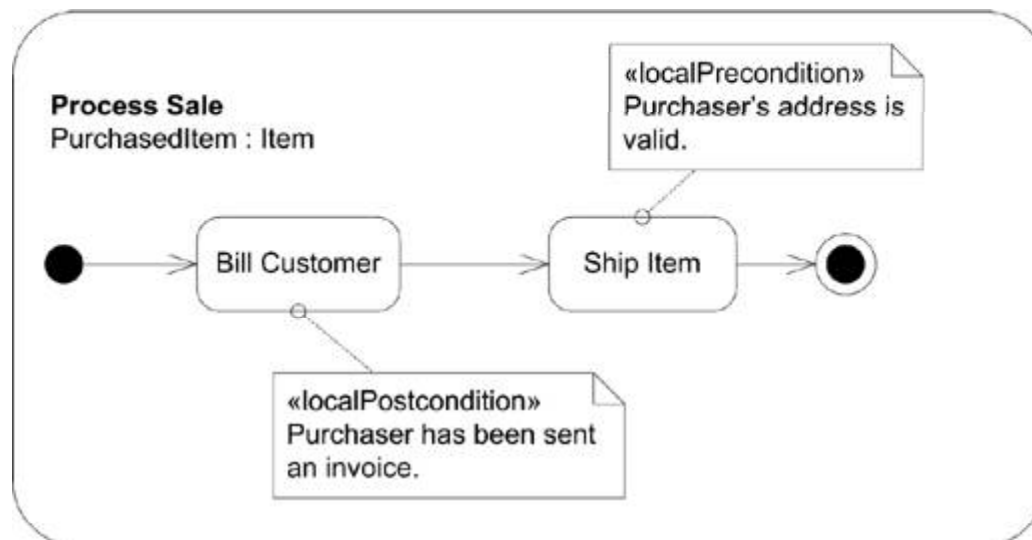 Process Sale
PurchasedItem : Item
«localPrecondition»
Purchaser's address is
valid.
Bill Customer
Ship Item
«localPostcondition»
Purchaser has been sent
an invoice.